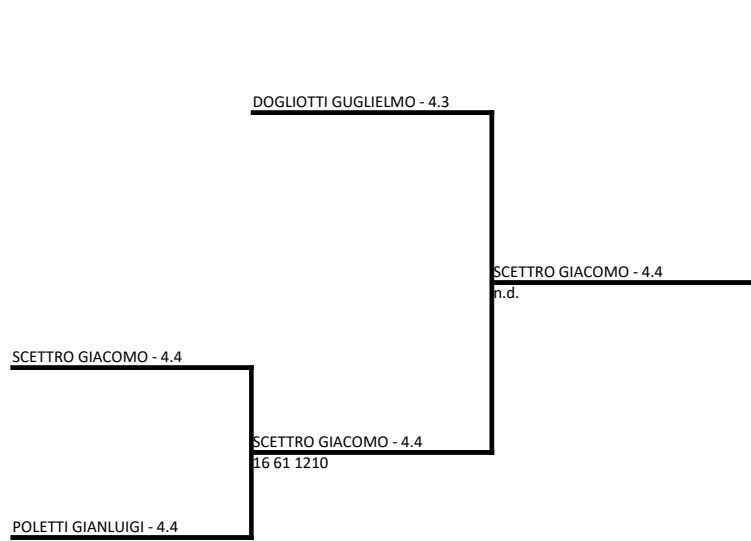 DOGLIOTTI GUGLIELMO - 4.3
SCETTRO GIACOMO - 4.4
n.d.
SCETTRO GIACOMO - 4.4
SCETTRO GIACOMO - 4.4
16 61 1210
POLETTI GIANLUIGI - 4.4